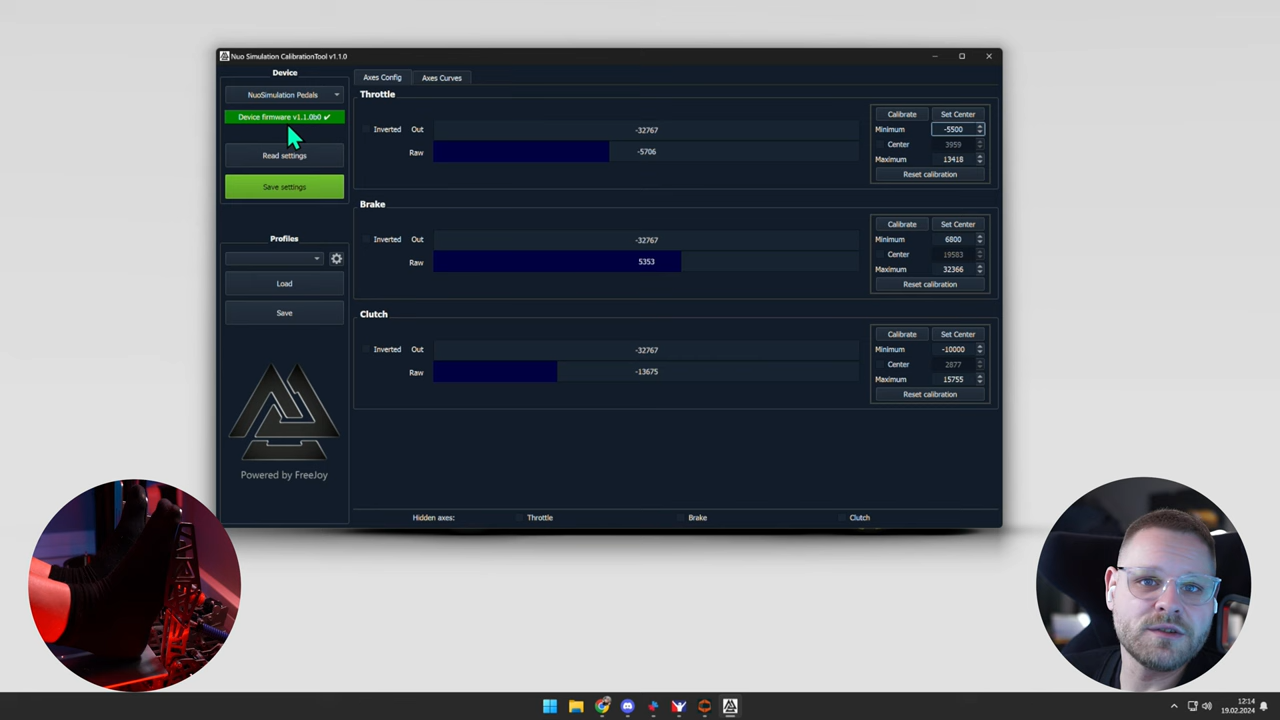 Nuo Simulation CalibrationTool v1.1.0
Device
NuoSimulation Pedals
Device firmware v1.1.0b0 ✔
Read settings
Save settings
Profiles
Load
Save
Powered by FreeJoy
Axes Config
Axes Curves
Throttle
Inverted
Out
-32767
Raw
-5706
Calibrate
Set Center
Minimum
-5500
Center
3959
Maximum
13418
Reset calibration
Brake
Inverted
Out
-32767
Raw
5353
Calibrate
Set Center
Minimum
6800
Center
19583
Maximum
32366
Reset calibration
Clutch
Inverted
Out
-32767
Raw
-13675
Calibrate
Set Center
Minimum
-10000
Center
2877
Maximum
15755
Reset calibration
Hidden axes:
Throttle
Brake
Clutch
12:14
19.02.2024